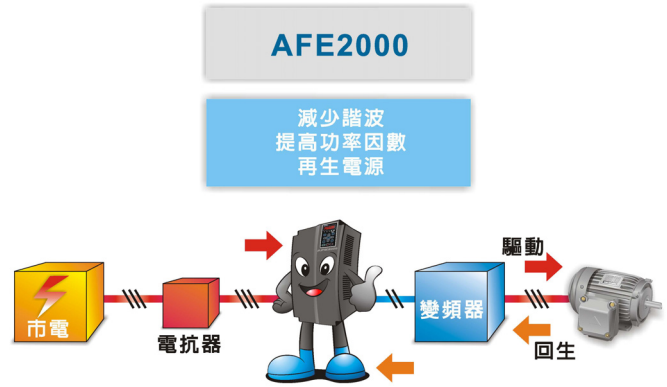 AFE2000
減少諧波
提高功率因數
再生電源
驅動
市電
電抗器
變頻器
回生